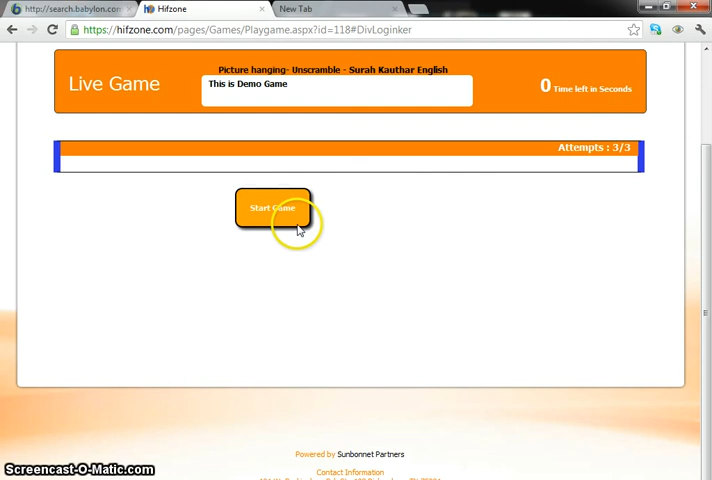 http://search.babylon.com
Hifzone
New Tab
https://hifzone.com/pages/Games/Playgame.aspx?id=118#DivLoginker
Live Game
Picture hanging- Unscramble - Surah Kauthar English
This is Demo Game
0 Time left in Seconds
Attempts : 3/3
Start Game
Powered by Sunbonnet Partners
Contact Information
Screencast-O-Matic.com